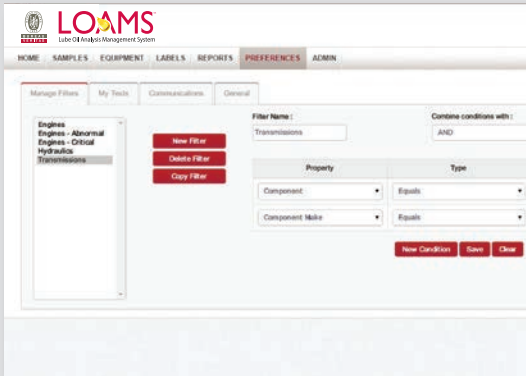 LOAMS
Lube Oil Analysis Management System
BUREAU
VERITAS
HOME SAMPLES EQUIPMENT LABELS REPORTS PREFERENCES ADMIN
Manage Filters My Tests Communications General
Filter Name : Combine conditions with :
Transmissions AND
Engines
Engines - Abnormal
Engines - Critical
Hydraulics
Transmissions
New Filter
Delete Filter
Copy Filter
Property Type
Component Equals
Component Make Equals
New Condition Save Clear